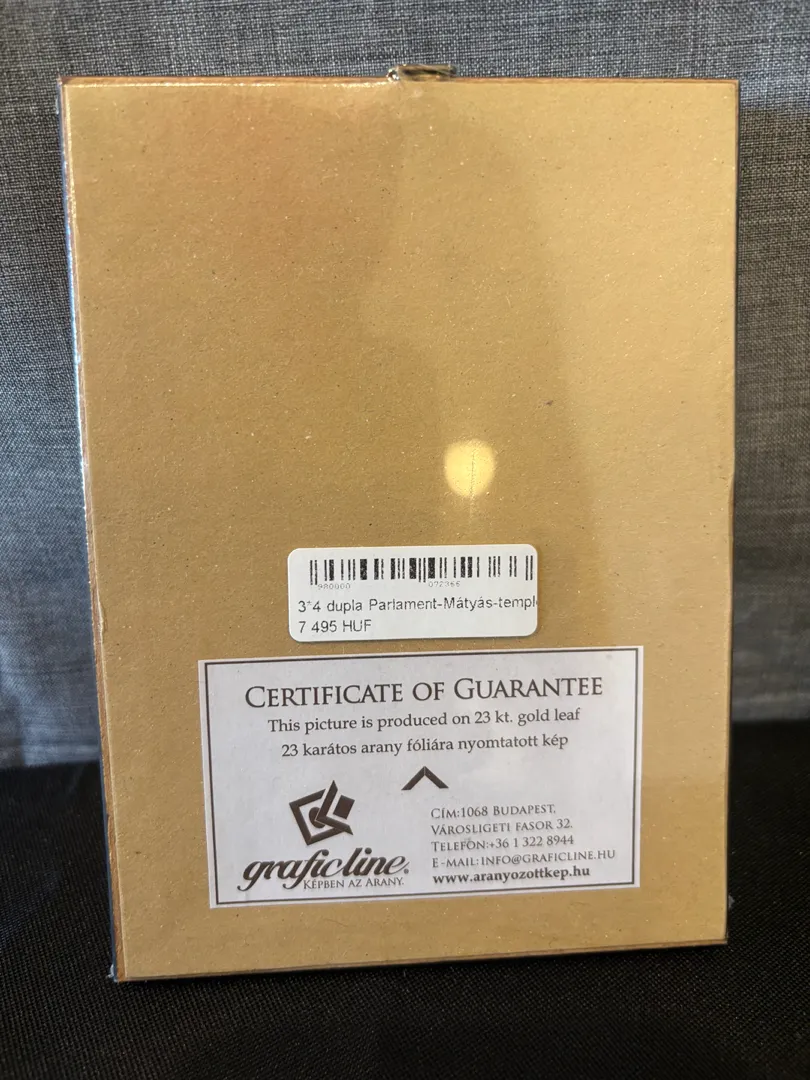 980000 077366
3*4 dupla Parlament-Mátyás-templ
7 495 HUF
CERTIFICATE OF GUARANTEE
This picture is produced on 23 kt. gold leaf
23 karátos arany fóliára nyomtatott kép
graficline®
KÉPBEN AZ ARANY.
CÍM:1068 BUDAPEST,
VÁROSLIGETI FASOR 32.
TELEFON:+36 1 322 8944
E-MAIL: INFO@GRAFICLINE.HU
www.aranyozottkep.hu